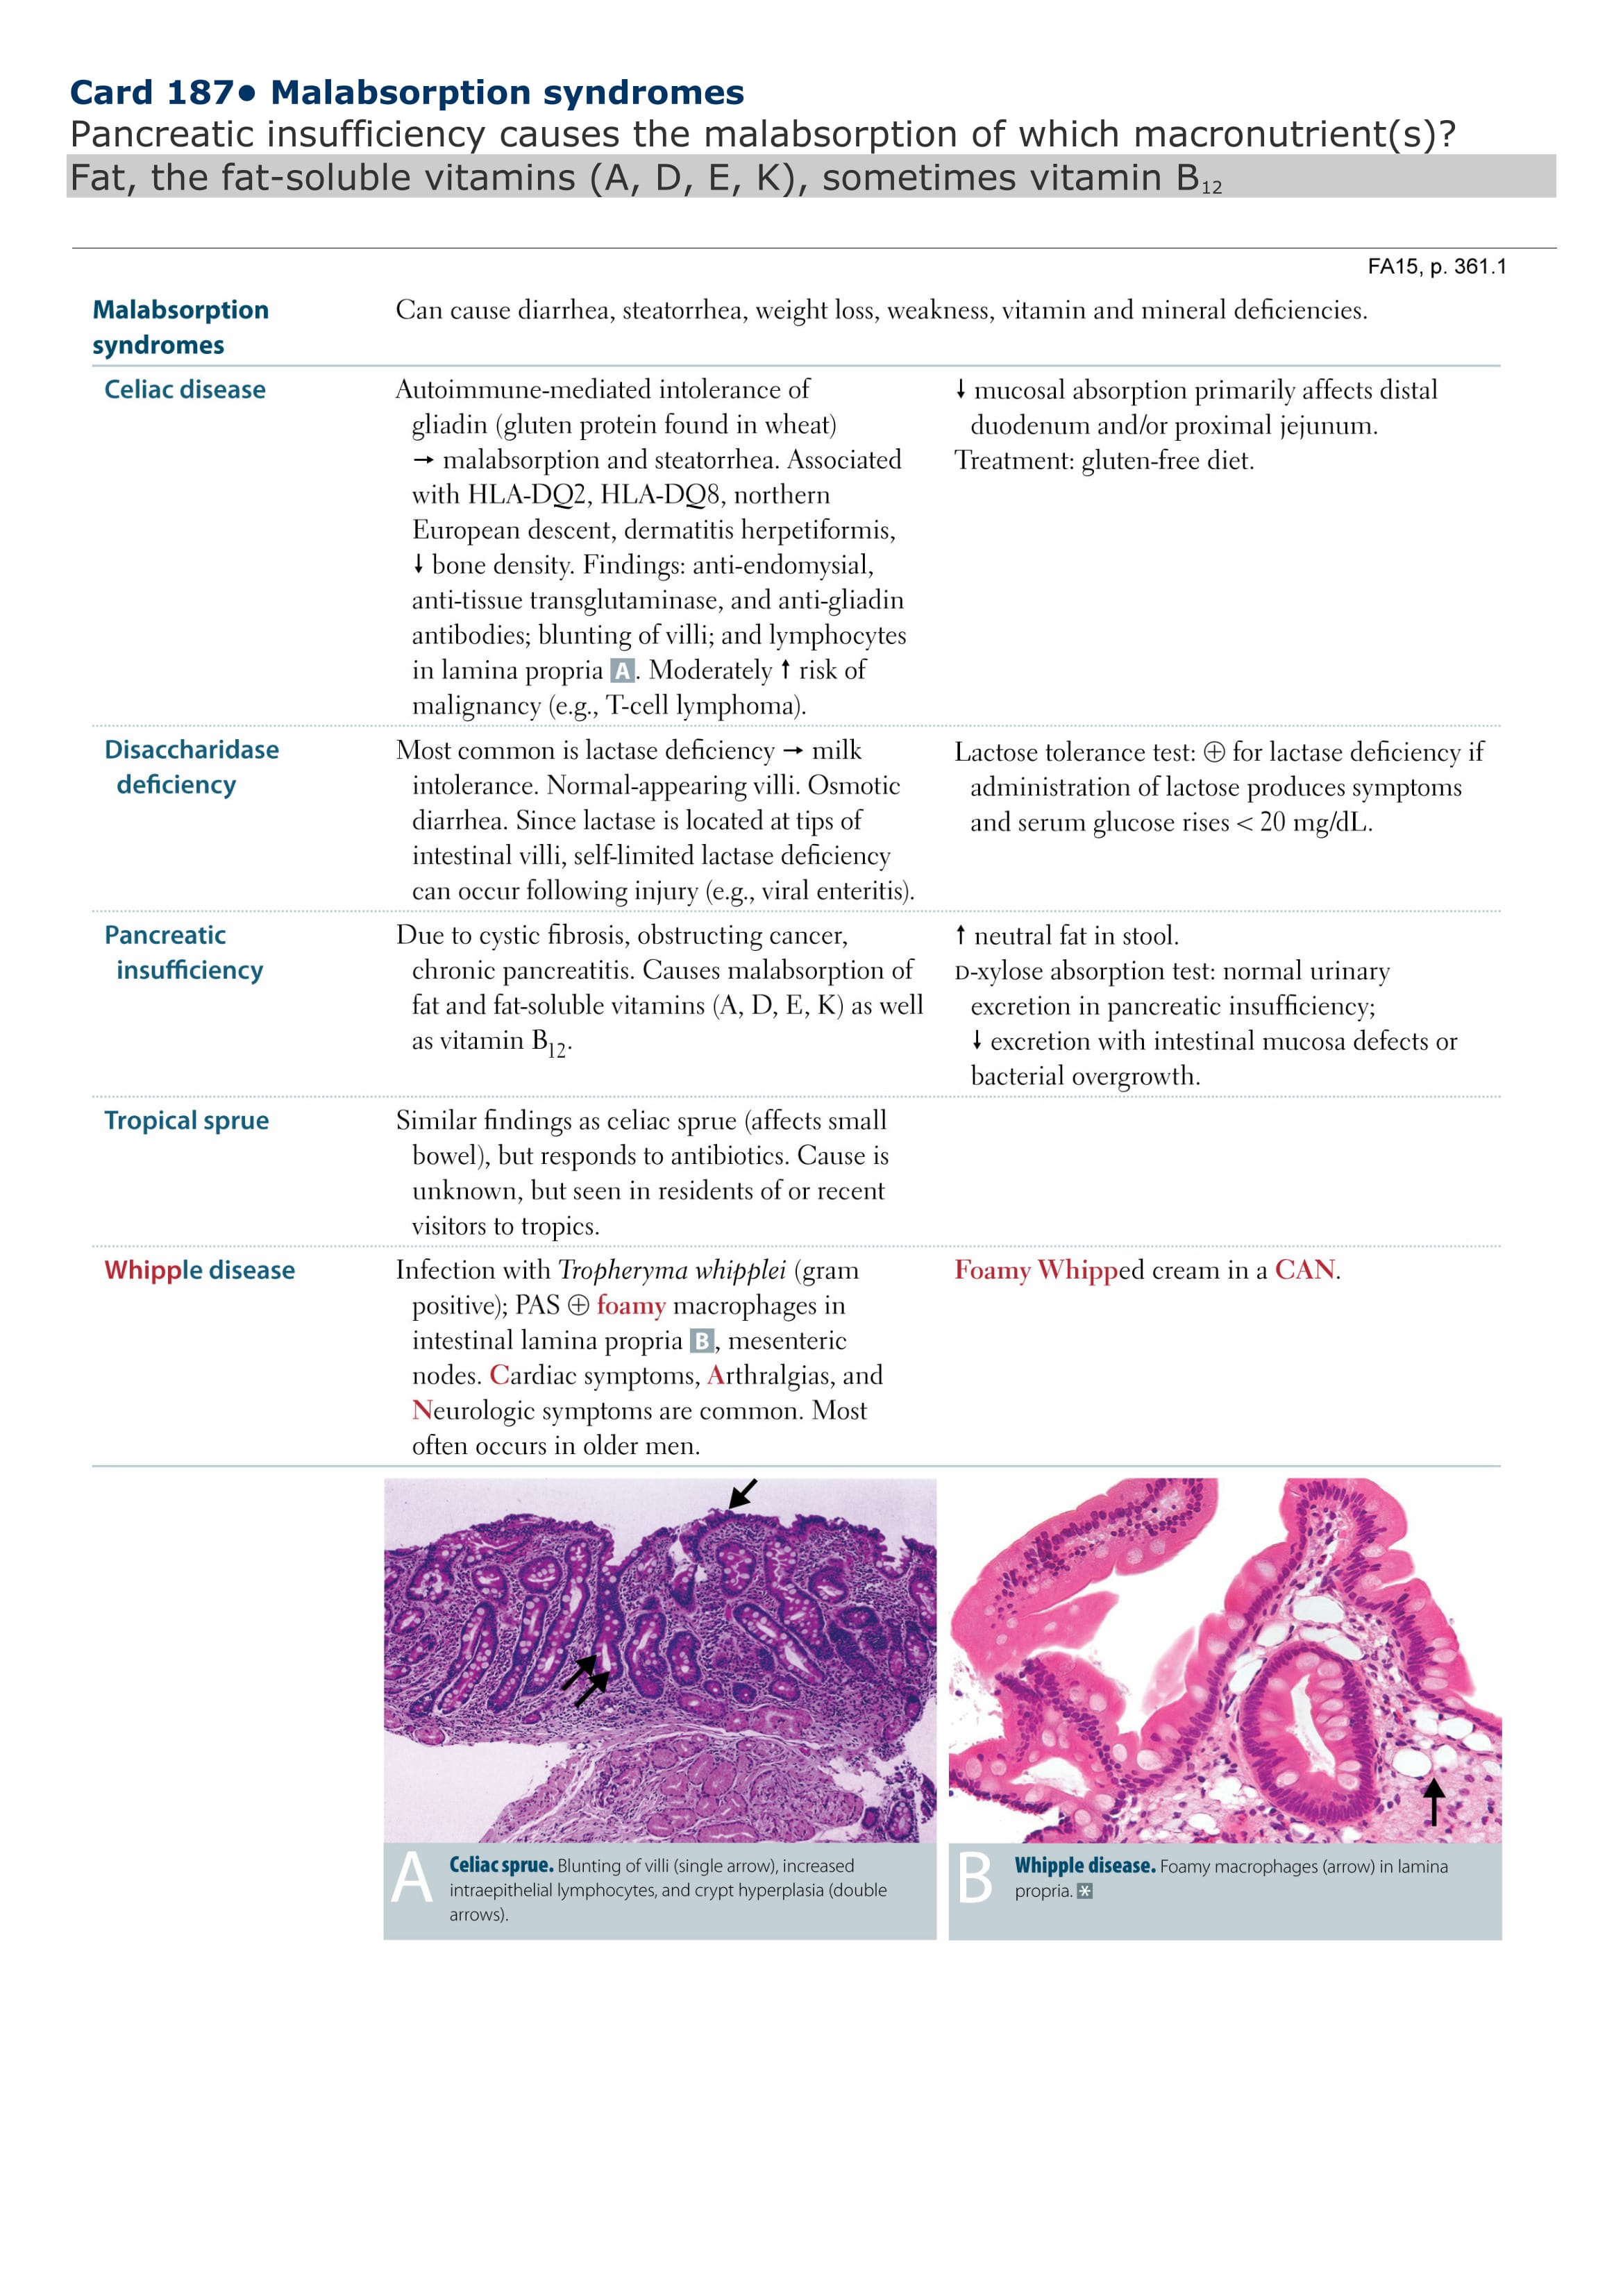 Card 187● Malabsorption syndromes
Pancreatic insufficiency causes the malabsorption of which macronutrient(s)?
Fat, the fat-soluble vitamins (A, D, E, K), sometimes vitamin B₁₂
FA15, p. 361.1
Malabsorption
syndromes
Can cause diarrhea, steatorrhea, weight loss, weakness, vitamin and mineral deficiencies.
Celiac disease
Autoimmune-mediated intolerance of
gliadin (gluten protein found in wheat)
→ malabsorption and steatorrhea. Associated
with HLA-DQ2, HLA-DQ8, northern
European descent, dermatitis herpetiformis,
↓ bone density. Findings: anti-endomysial,
anti-tissue transglutaminase, and anti-gliadin
antibodies; blunting of villi; and lymphocytes
in lamina propria A. Moderately ↑ risk of
malignancy (e.g., T-cell lymphoma).
↓ mucosal absorption primarily affects distal
duodenum and/or proximal jejunum.
Treatment: gluten-free diet.
Disaccharidase
deficiency
Most common is lactase deficiency → milk
intolerance. Normal-appearing villi. Osmotic
diarrhea. Since lactase is located at tips of
intestinal villi, self-limited lactase deficiency
can occur following injury (e.g., viral enteritis).
Lactose tolerance test: ⊕ for lactase deficiency if
administration of lactose produces symptoms
and serum glucose rises < 20 mg/dL.
Pancreatic
insufficiency
Due to cystic fibrosis, obstructing cancer,
chronic pancreatitis. Causes malabsorption of
fat and fat-soluble vitamins (A, D, E, K) as well
as vitamin B₁₂.
↑ neutral fat in stool.
D-xylose absorption test: normal urinary
excretion in pancreatic insufficiency;
↓ excretion with intestinal mucosa defects or
bacterial overgrowth.
Tropical sprue
Similar findings as celiac sprue (affects small
bowel), but responds to antibiotics. Cause is
unknown, but seen in residents of or recent
visitors to tropics.
Whipple disease
Infection with Tropheryma whipplei (gram
positive); PAS ⊕ foamy macrophages in
intestinal lamina propria B, mesenteric
nodes. Cardiac symptoms, Arthralgias, and
Neurologic symptoms are common. Most
often occurs in older men.
Foamy Whipped cream in a CAN.
A
Celiac sprue. Blunting of villi (single arrow), increased
intraepithelial lymphocytes, and crypt hyperplasia (double
arrows).
B
Whipple disease. Foamy macrophages (arrow) in lamina
propria. *